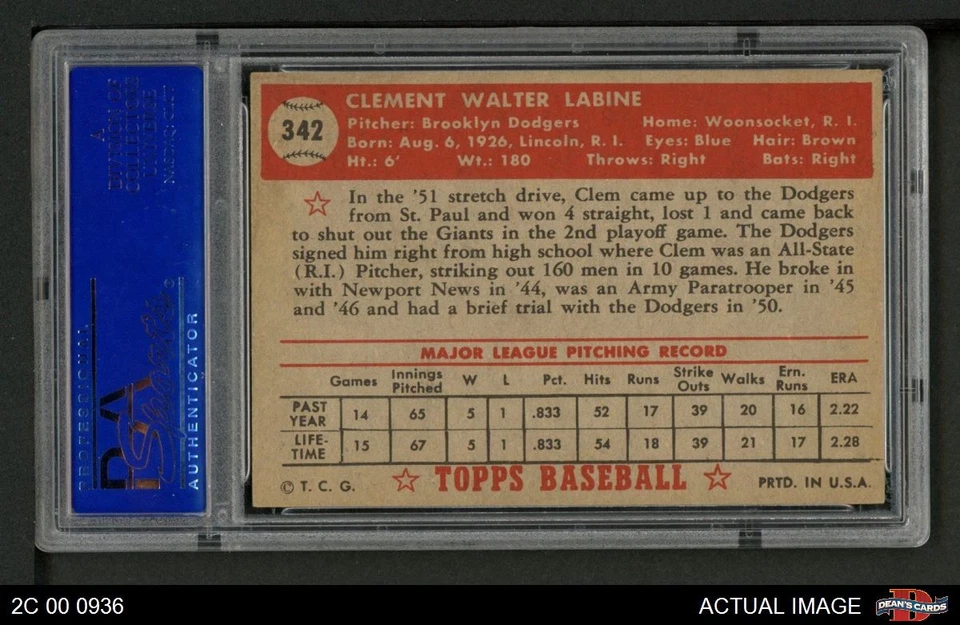 CLEMENT WALTER LABINE
342
Pitcher: Brooklyn Dodgers Home: Woonsocket, R. I.
Born: Aug. 6, 1926, Lincoln, R. I. Eyes: Blue Hair: Brown
Ht.: 6' Wt.: 180 Throws: Right Bats: Right
In the '51 stretch drive, Clem came up to the Dodgers
from St. Paul and won 4 straight, lost 1 and came back
to shut out the Giants in the 2nd playoff game. The Dodgers
signed him right from high school where Clem was an All-State
(R.I.) Pitcher, striking out 160 men in 10 games. He broke in
with Newport News in '44, was an Army Paratrooper in '45
and '46 and had a brief trial with the Dodgers in '50.
MAJOR LEAGUE PITCHING RECORD
Games Innings Pitched W L Pct. Hits Runs Strike Outs Walks Ern. Runs ERA
PAST YEAR 14 65 5 1 .833 52 17 39 20 16 2.22
LIFE-TIME 15 67 5 1 .833 54 18 39 21 17 2.28
© T. C. G. TOPPS BASEBALL PRTD. IN U.S.A.
A DIVISION OF
COLLECTORS
UNIVERSE
NASDAQ: CLCT
PROFESSIONAL
PSA
Sports
AUTHENTICATOR
2C 00 0936 ACTUAL IMAGE DEAN'S CARDS